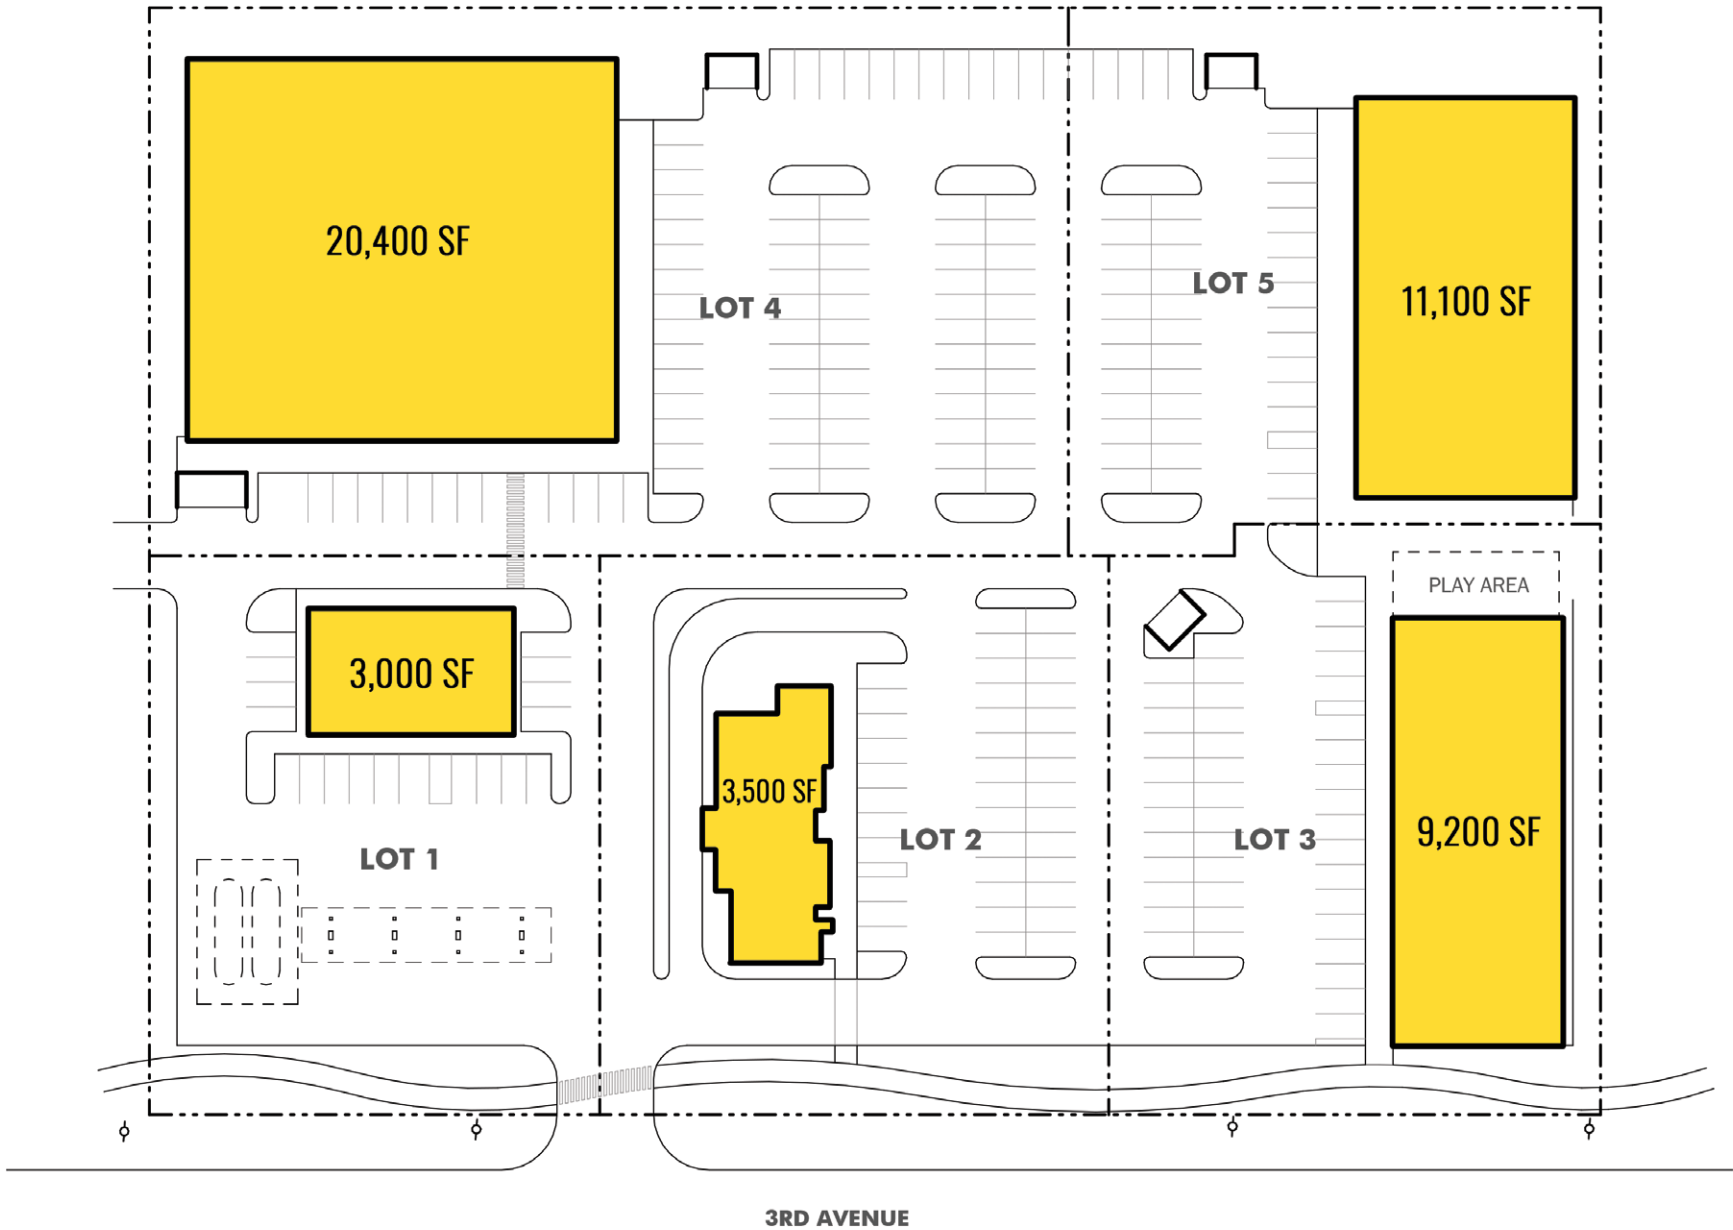 20,400 SF
LOT 4
LOT 5
11,100 SF
PLAY AREA
3,000 SF
3,500 SF
LOT 1
LOT 2
LOT 3
9,200 SF
3RD AVENUE